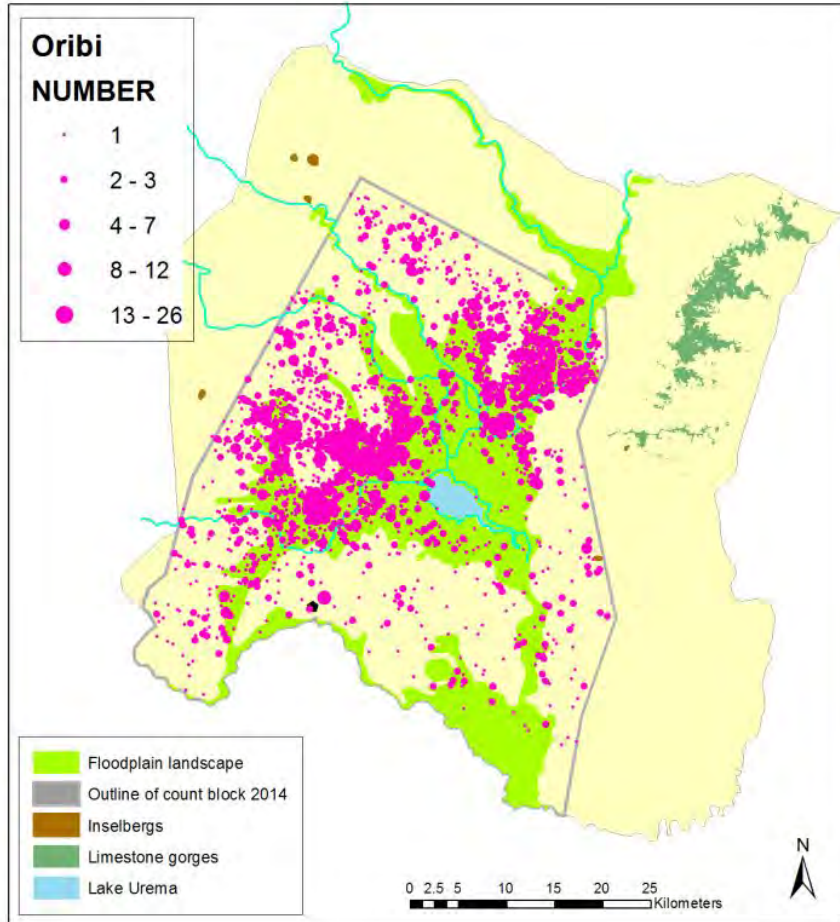 Oribi
NUMBER
1
2 - 3
4 - 7
8 - 12
13 - 26
Floodplain landscape
Outline of count block 2014
Inselbergs
Limestone gorges
Lake Urema
N
0 2.5 5 10 15 20 25
Kilometers